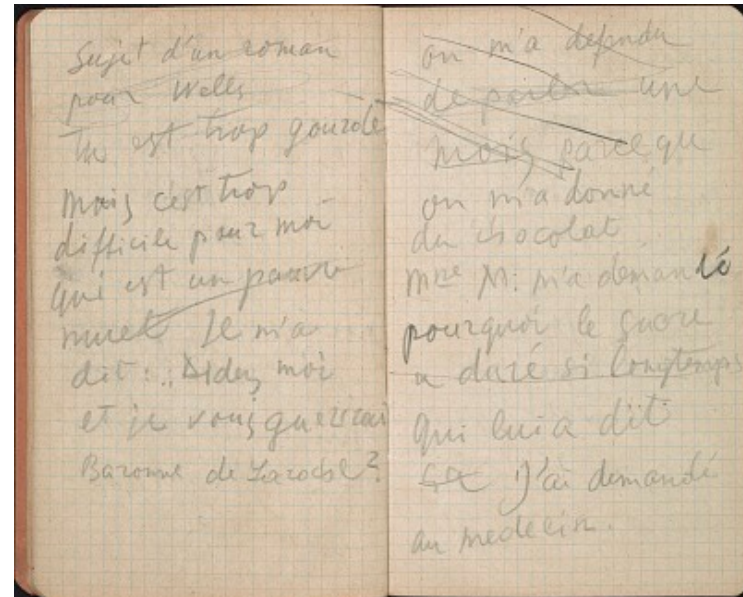 Sujet d'un roman
pour Wells
Tu est trop gourde
Mais c'est trop
difficile pour moi
Qui est un pauvre
muet Il m'a
dit: "Aidez moi
et je vous guerirai
Baronne de Laroche?
on m'a defendu
de parler une
mois parce qu
on m'a donné
du chocolat.
Mme M: m'a demandé
pourquoi le
a duré si longtemps
Qui lui a dit
J'ai demandé
au medecin.